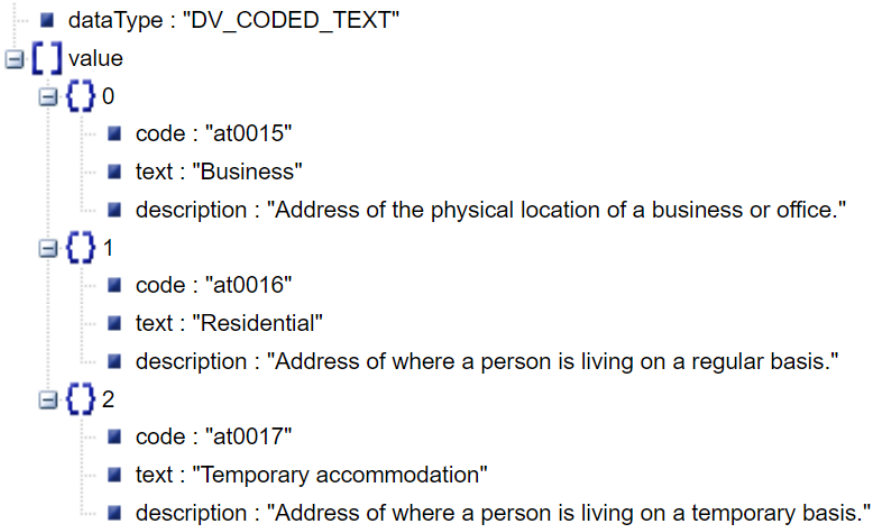 dataType : "DV_CODED_TEXT"
[ ] value
{ } 0
code : "at0015"
text : "Business"
description : "Address of the physical location of a business or office."
{ } 1
code : "at0016"
text : "Residential"
description : "Address of where a person is living on a regular basis."
{ } 2
code : "at0017"
text : "Temporary accommodation"
description : "Address of where a person is living on a temporary basis."